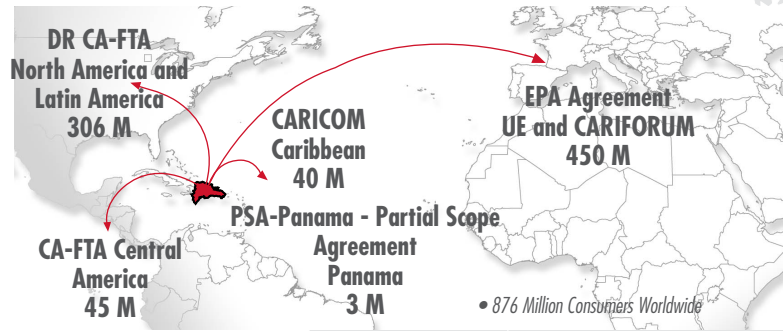 DR CA-FTA
North America and
Latin America
306 M
CARICOM
Caribbean
40 M
EPA Agreement
UE and CARIFORUM
450 M
PSA-Panama - Partial Scope
Agreement
Panama
3 M
CA-FTA Central
America
45 M
• 876 Million Consumers Worldwide